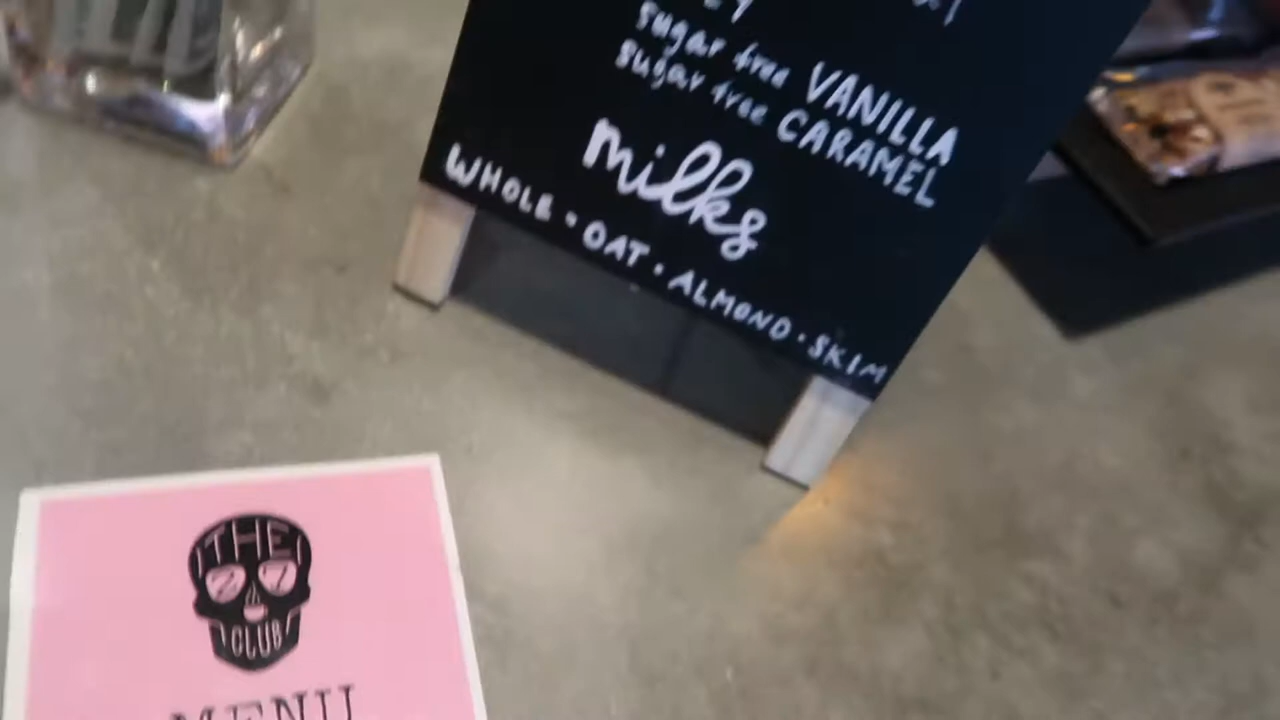 sugar free VANILLA
sugar free CARAMEL
milks
WHOLE • OAT • ALMOND • SKIM
THE
27
CLUB
MENU